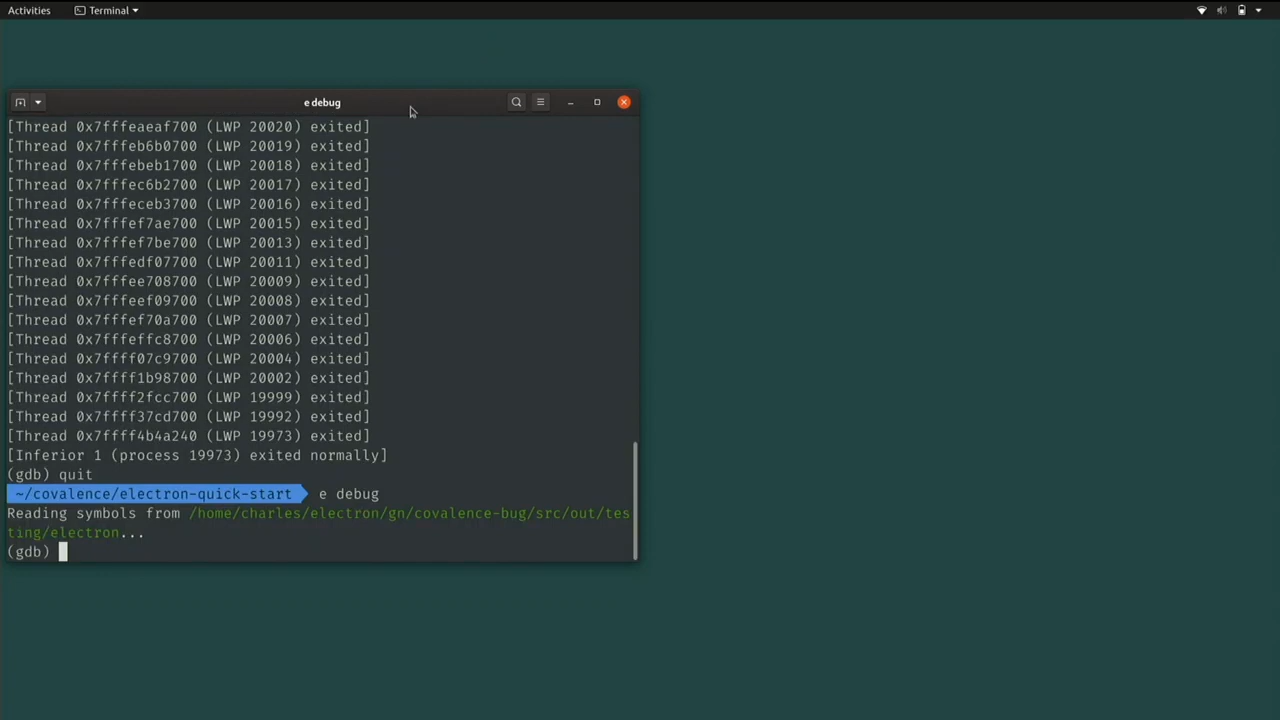 Activities
Terminal
e debug
[Thread 0x7fffeaeaf700 (LWP 20020) exited]
[Thread 0x7fffeb6b0700 (LWP 20019) exited]
[Thread 0x7fffebeb1700 (LWP 20018) exited]
[Thread 0x7fffec6b2700 (LWP 20017) exited]
[Thread 0x7fffeceb3700 (LWP 20016) exited]
[Thread 0x7fffef7ae700 (LWP 20015) exited]
[Thread 0x7fffef7be700 (LWP 20013) exited]
[Thread 0x7fffedf07700 (LWP 20011) exited]
[Thread 0x7fffee708700 (LWP 20009) exited]
[Thread 0x7fffeef09700 (LWP 20008) exited]
[Thread 0x7fffef70a700 (LWP 20007) exited]
[Thread 0x7fffeffc8700 (LWP 20006) exited]
[Thread 0x7ffff07c9700 (LWP 20004) exited]
[Thread 0x7ffff1b98700 (LWP 20002) exited]
[Thread 0x7ffff2fcc700 (LWP 19999) exited]
[Thread 0x7ffff37cd700 (LWP 19992) exited]
[Thread 0x7ffff4b4a240 (LWP 19973) exited]
[Inferior 1 (process 19973) exited normally]
(gdb) quit
~/covalence/electron-quick-start e debug
Reading symbols from /home/charles/electron/gn/covalence-bug/src/out/tes
ting/electron...
(gdb)